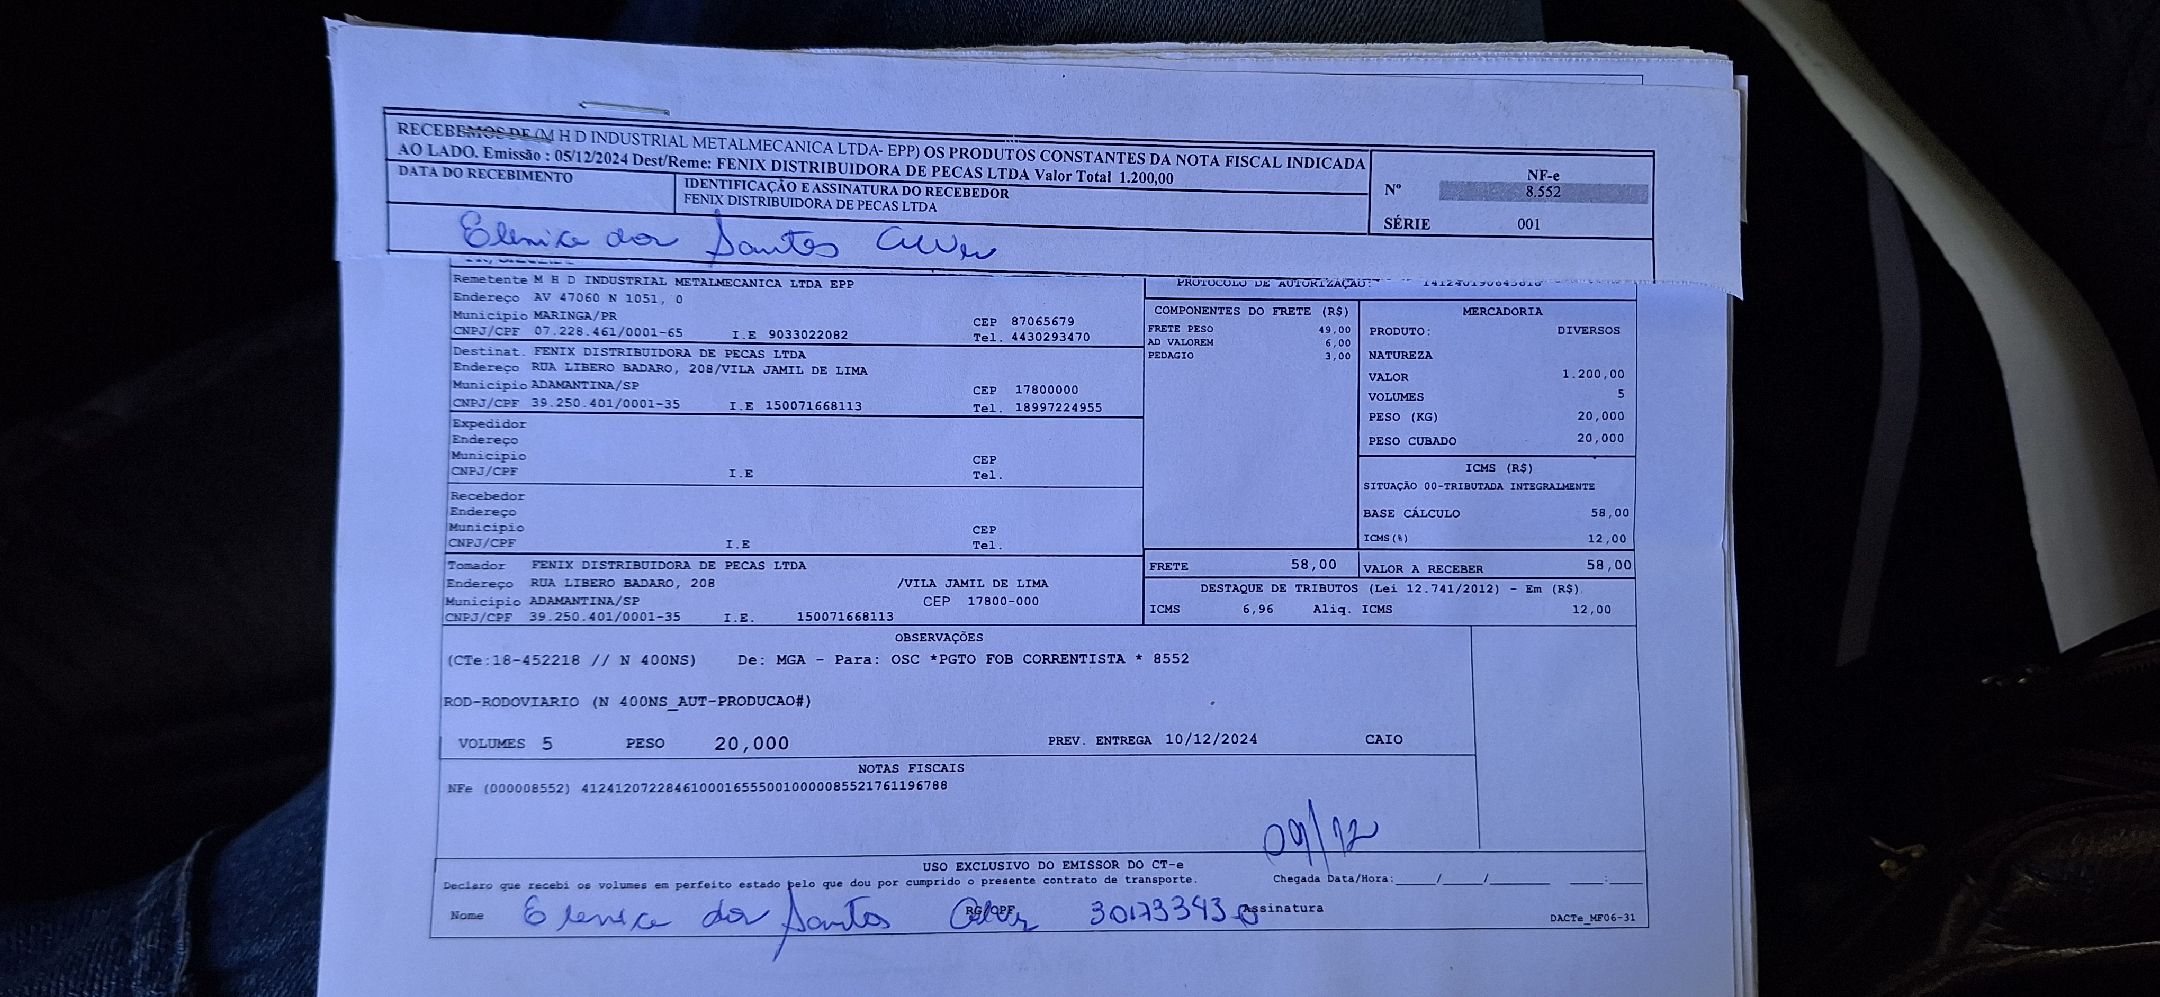 RECEBEMOS DE (M H D INDUSTRIAL METALMECANICA LTDA- EPP) OS PRODUTOS CONSTANTES DA NOTA FISCAL INDICADA
AO LADO. Emissão : 05/12/2024 Dest/Reme: FENIX DISTRIBUIDORA DE PECAS LTDA Valor Total 1.200,00
DATA DO RECEBIMENTO
IDENTIFICAÇÃO E ASSINATURA DO RECEBEDOR
FENIX DISTRIBUIDORA DE PECAS LTDA
NF-e
Nº 8.552
SÉRIE 001
Elenice dos Santos Alves
Remetente M H D INDUSTRIAL METALMECANICA LTDA EPP
Endereço AV 47060 N 1051, 0
Municipio MARINGA/PR CEP 87065679
CNPJ/CPF 07.228.461/0001-65 I.E 9033022082 Tel. 4430293470
Destinat. FENIX DISTRIBUIDORA DE PECAS LTDA
Endereço RUA LIBERO BADARO, 208/VILA JAMIL DE LIMA
Municipio ADAMANTINA/SP CEP 17800000
CNPJ/CPF 39.250.401/0001-35 I.E 150071668113 Tel. 18997224955
Expedidor
Endereço
Municipio CEP
CNPJ/CPF I.E Tel.
Recebedor
Endereço
Municipio CEP
CNPJ/CPF I.E Tel.
Tomador FENIX DISTRIBUIDORA DE PECAS LTDA
Endereço RUA LIBERO BADARO, 208 /VILA JAMIL DE LIMA
Municipio ADAMANTINA/SP CEP 17800-000
CNPJ/CPF 39.250.401/0001-35 I.E. 150071668113
PROTOCOLO DE AUTORIZAÇÃO:
COMPONENTES DO FRETE (R$)
FRETE PESO 49,00
AD VALOREM 6,00
PEDAGIO 3,00
MERCADORIA
PRODUTO: DIVERSOS
NATUREZA
VALOR 1.200,00
VOLUMES 5
PESO (KG) 20,000
PESO CUBADO 20,000
ICMS (R$)
SITUAÇÃO 00-TRIBUTADA INTEGRALMENTE
BASE CÁLCULO 58,00
ICMS(%) 12,00
FRETE 58,00 VALOR A RECEBER 58,00
DESTAQUE DE TRIBUTOS (Lei 12.741/2012) - Em (R$)
ICMS 6,96 Aliq. ICMS 12,00
OBSERVAÇÕES
(CTe:18-452218 // N 400NS) De: MGA - Para: OSC *PGTO FOB CORRENTISTA * 8552
ROD-RODOVIARIO (N 400NS_AUT-PRODUCAO#)
VOLUMES 5 PESO 20,000 PREV. ENTREGA 10/12/2024 CAIO
NOTAS FISCAIS
NFe (000008552) 41241207228461000165550010000085521761196788
09/12
USO EXCLUSIVO DO EMISSOR DO CT-e
Declaro que recebi os volumes em perfeito estado pelo que dou por cumprido o presente contrato de transporte. Chegada Data/Hora:____/____/______ ____:____
Nome Elenice dos Santos Alves RG/CPF Assinatura
DACTe_MF06-31